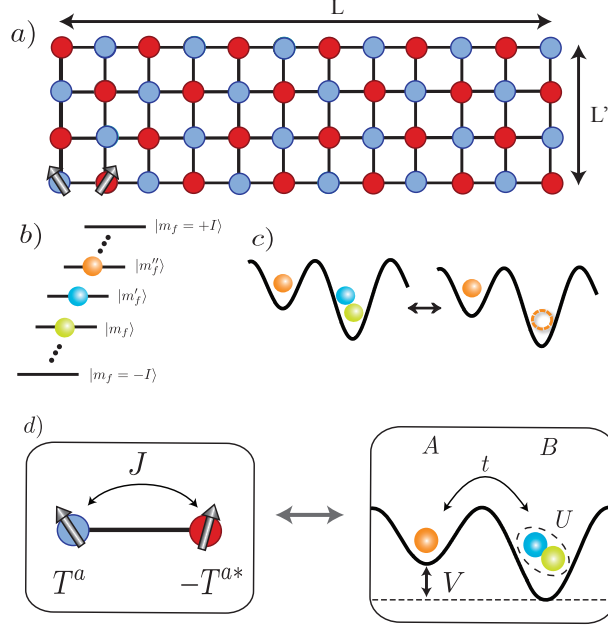 L
a)
L'
b)
|m_f = +I⟩
|m''_f⟩
|m'_f⟩
|m_f⟩
|m_f = −I⟩
c)
d)
J
T^a
−T^{a*}
A
B
t
U
V